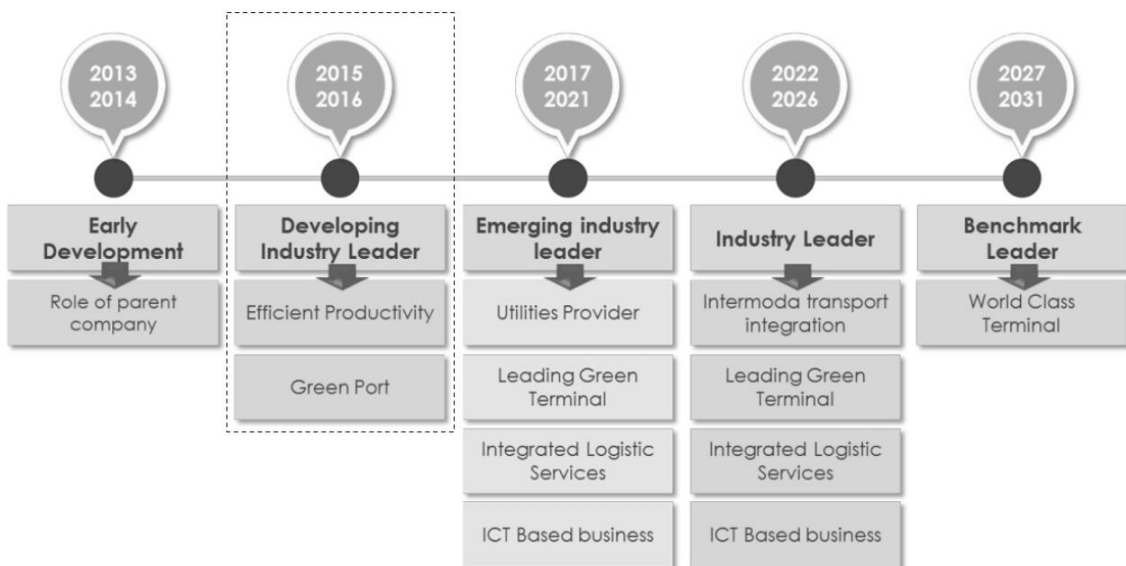 2013
2014
2015
2016
2017
2021
2022
2026
2027
2031
Early
Development
Developing
Industry Leader
Emerging industry
leader
Industry Leader
Benchmark
Leader
Role of parent
company
Efficient Productivity
Green Port
Utilities Provider
Leading Green
Terminal
Integrated Logistic
Services
ICT Based business
Intermoda transport
integration
Leading Green
Terminal
Integrated Logistic
Services
ICT Based business
World Class
Terminal